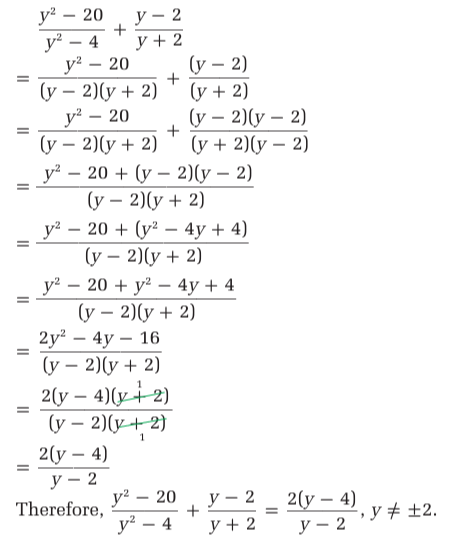 (y² − 20)/(y² − 4) + (y − 2)/(y + 2)
= (y² − 20)/((y − 2)(y + 2)) + (y − 2)/(y + 2)
= (y² − 20)/((y − 2)(y + 2)) + ((y − 2)(y − 2))/((y + 2)(y − 2))
= (y² − 20 + (y − 2)(y − 2))/((y − 2)(y + 2))
= (y² − 20 + (y² − 4y + 4))/((y − 2)(y + 2))
= (y² − 20 + y² − 4y + 4)/((y − 2)(y + 2))
= (2y² − 4y − 16)/((y − 2)(y + 2))
= (2(y − 4)(y + 2) 1)/((y − 2)(y + 2) 1)
= (2(y − 4))/(y − 2)
Therefore, (y² − 20)/(y² − 4) + (y − 2)/(y + 2) = (2(y − 4))/(y − 2), y ≠ ±2.